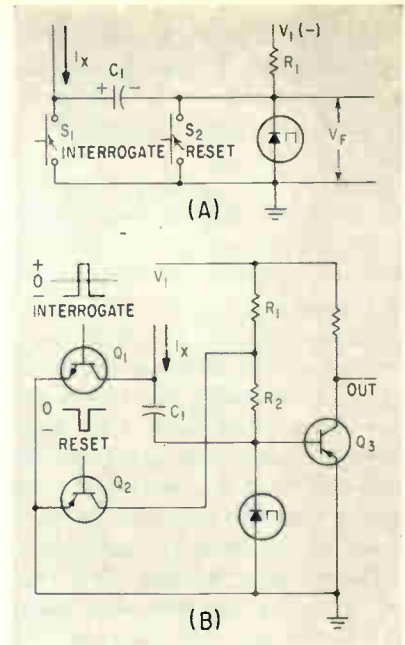 V₁ (-)
Iₓ
C₁
R₁
+ -
S₁
INTERROGATE
S₂
RESET
V_F
(A)
+
0
-
INTERROGATE
V₁
Iₓ
R₁
Q₁
C₁
R₂
OUT
0
-
RESET
Q₂
Q₃
(B)